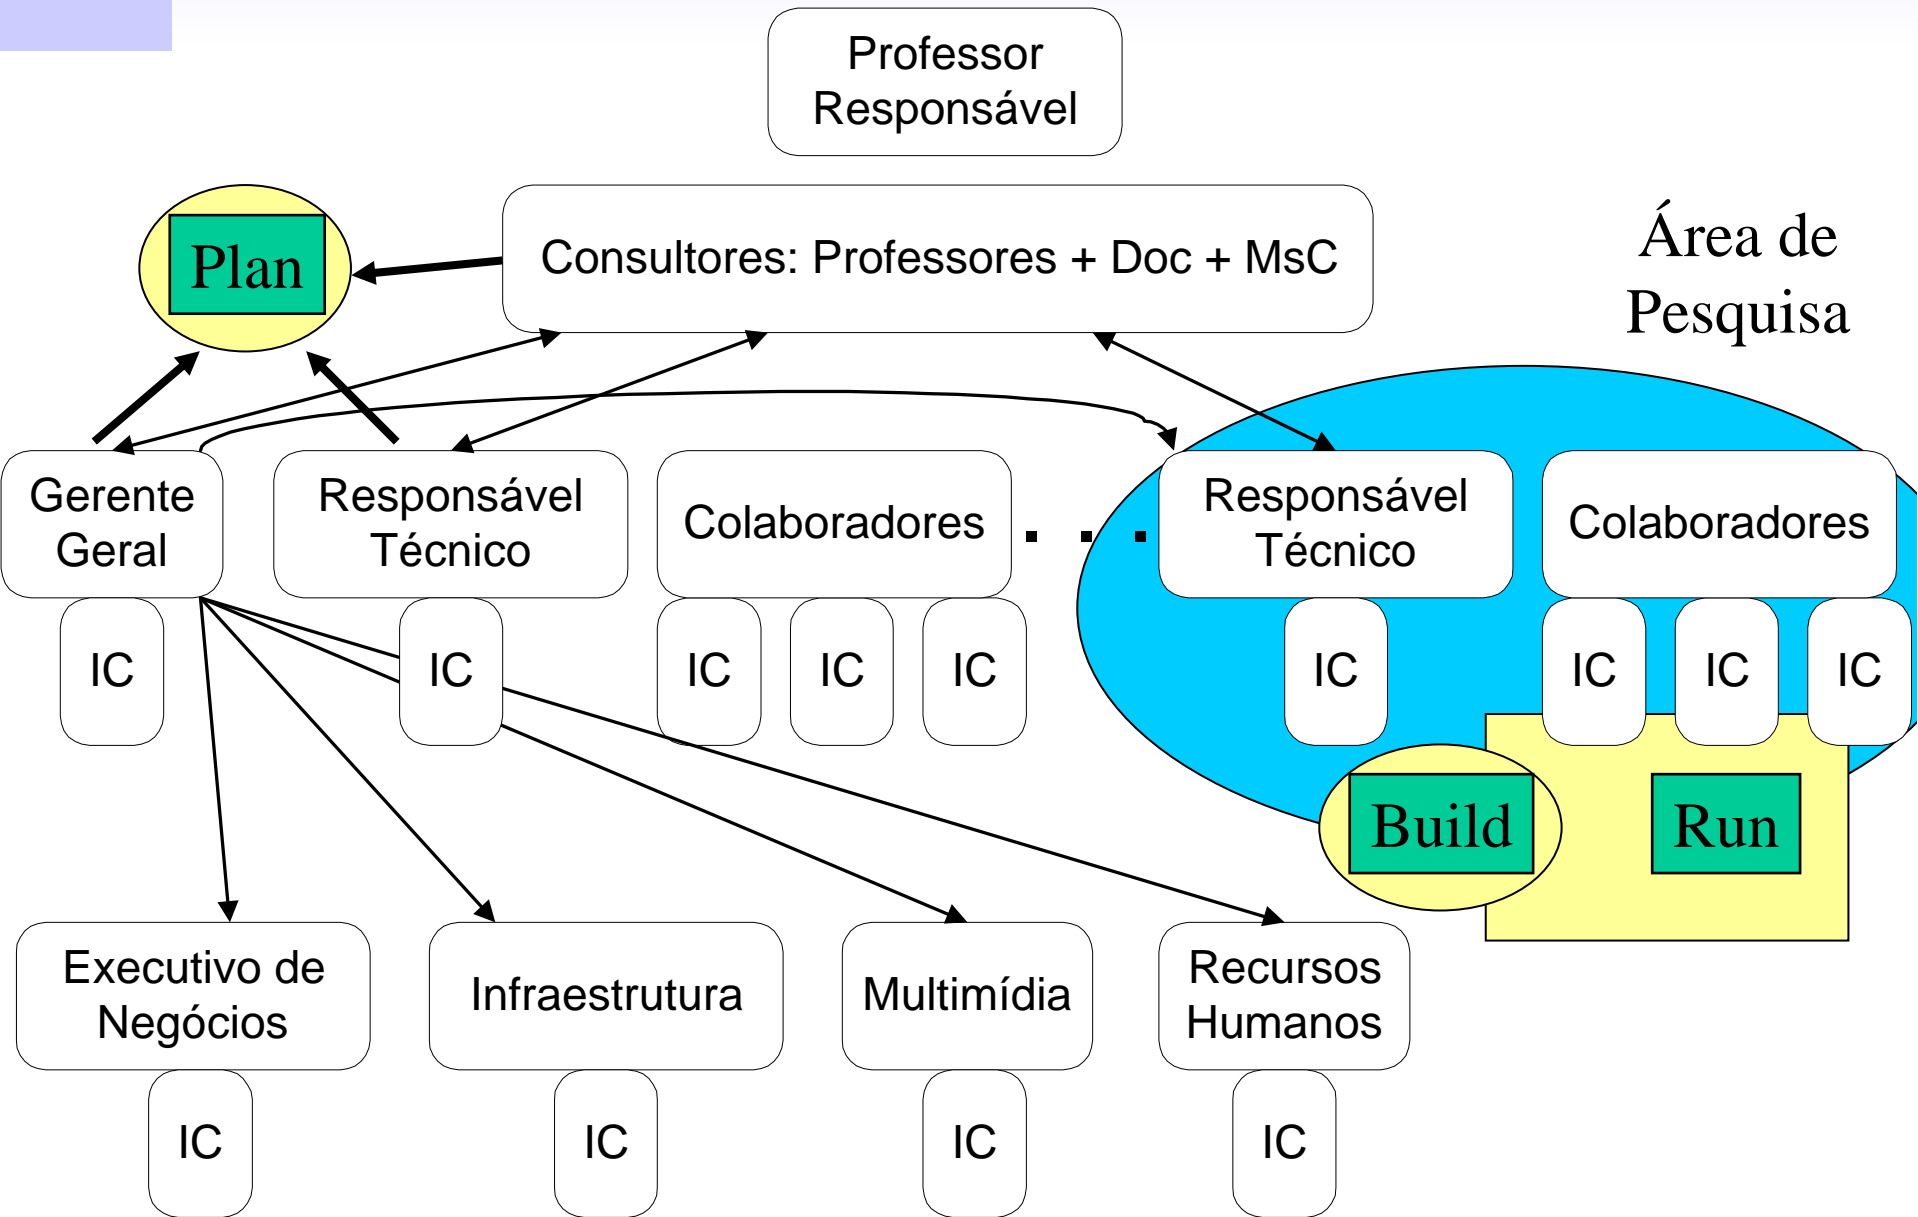 Professor
Responsável
Plan
Consultores: Professores + Doc + MsC
Área de
Pesquisa
Gerente
Geral
Responsável
Técnico
Colaboradores
. . .
Responsável
Técnico
Colaboradores
IC
IC
IC
IC
IC
IC
IC
IC
IC
Build
Run
Executivo de
Negócios
Infraestrutura
Multimídia
Recursos
Humanos
IC
IC
IC
IC